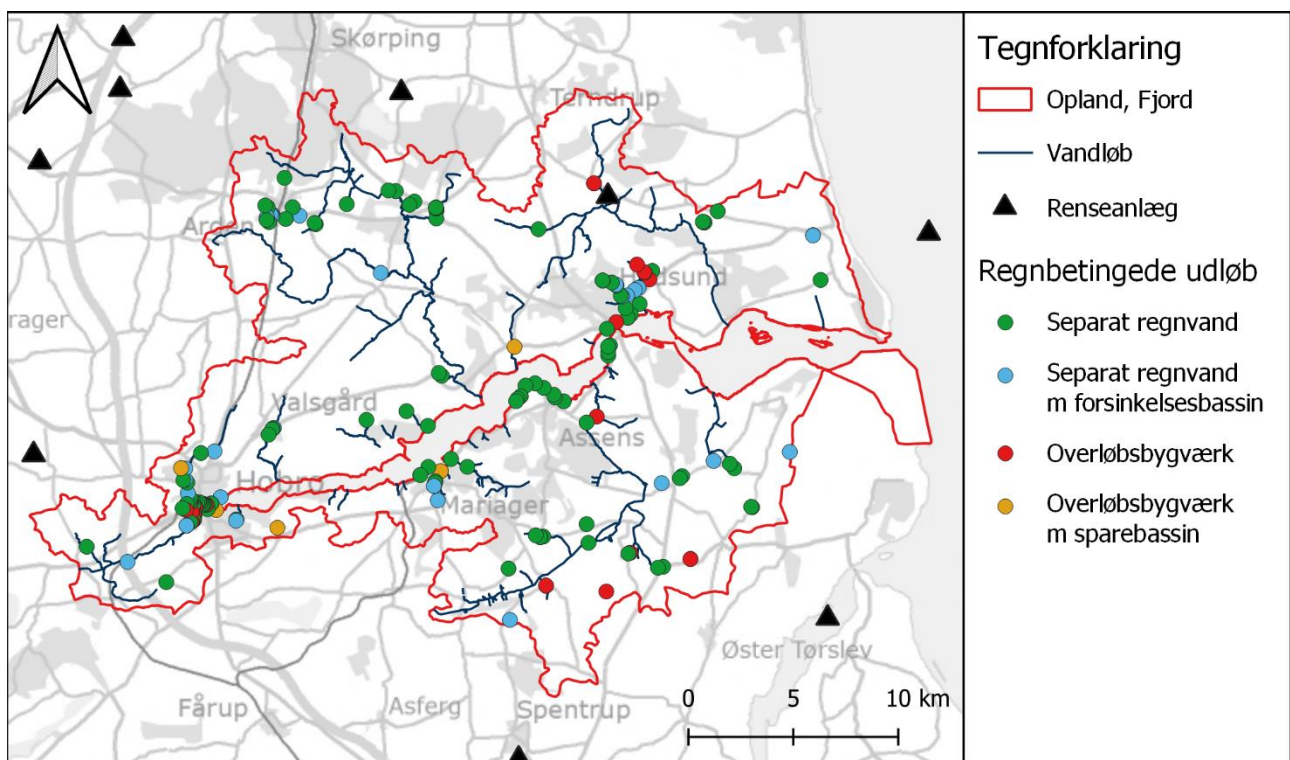 Skørping
Terndrup
Arden
Hadsund
rager
Valsgård
Assens
Hobro
Mariager
Øster Tørslev
Fårup
Asferg
Spentrup
0 5 10 km
Tegnforklaring
Opland, Fjord
Vandløb
Renseanlæg
Regnbetingede udløb
Separat regnvand
Separat regnvand
m forsinkelsesbassin
Overløbsbygværk
Overløbsbygværk
m sparebassin